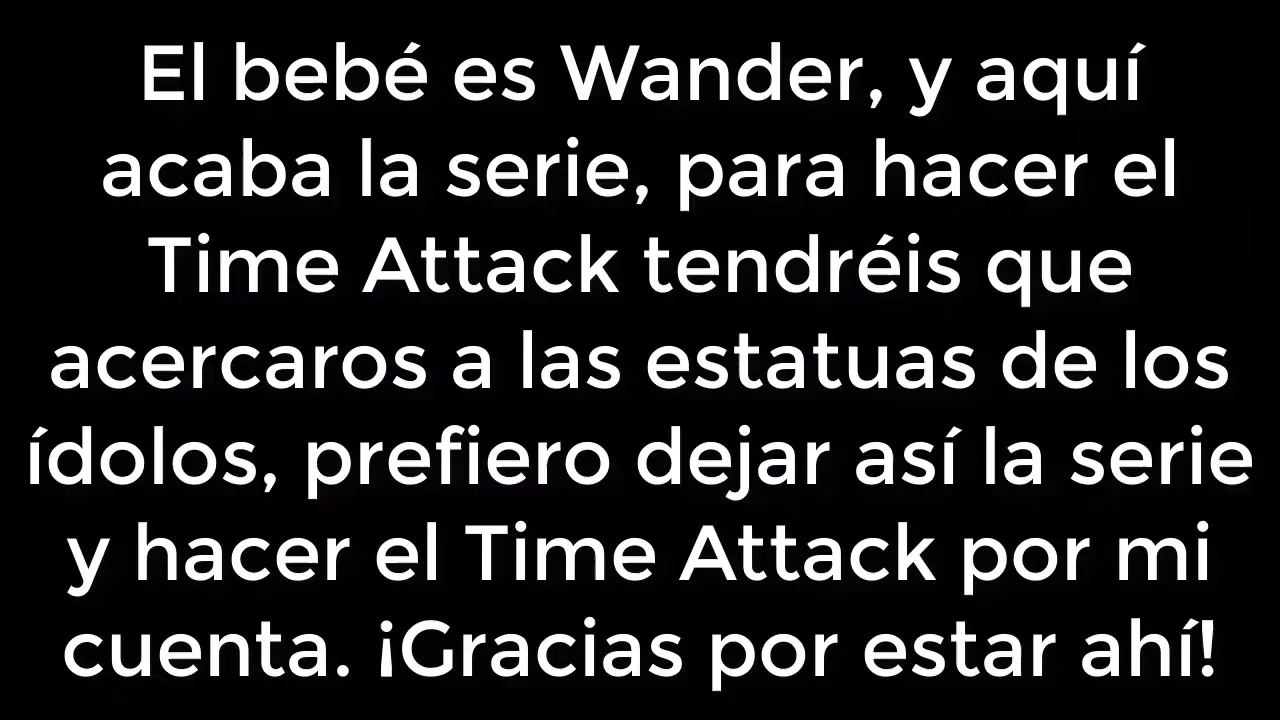 El bebé es Wander, y aquí
acaba la serie, para hacer el
Time Attack tendréis que
acercaros a las estatuas de los
ídolos, prefiero dejar así la serie
y hacer el Time Attack por mi
cuenta. ¡Gracias por estar ahí!